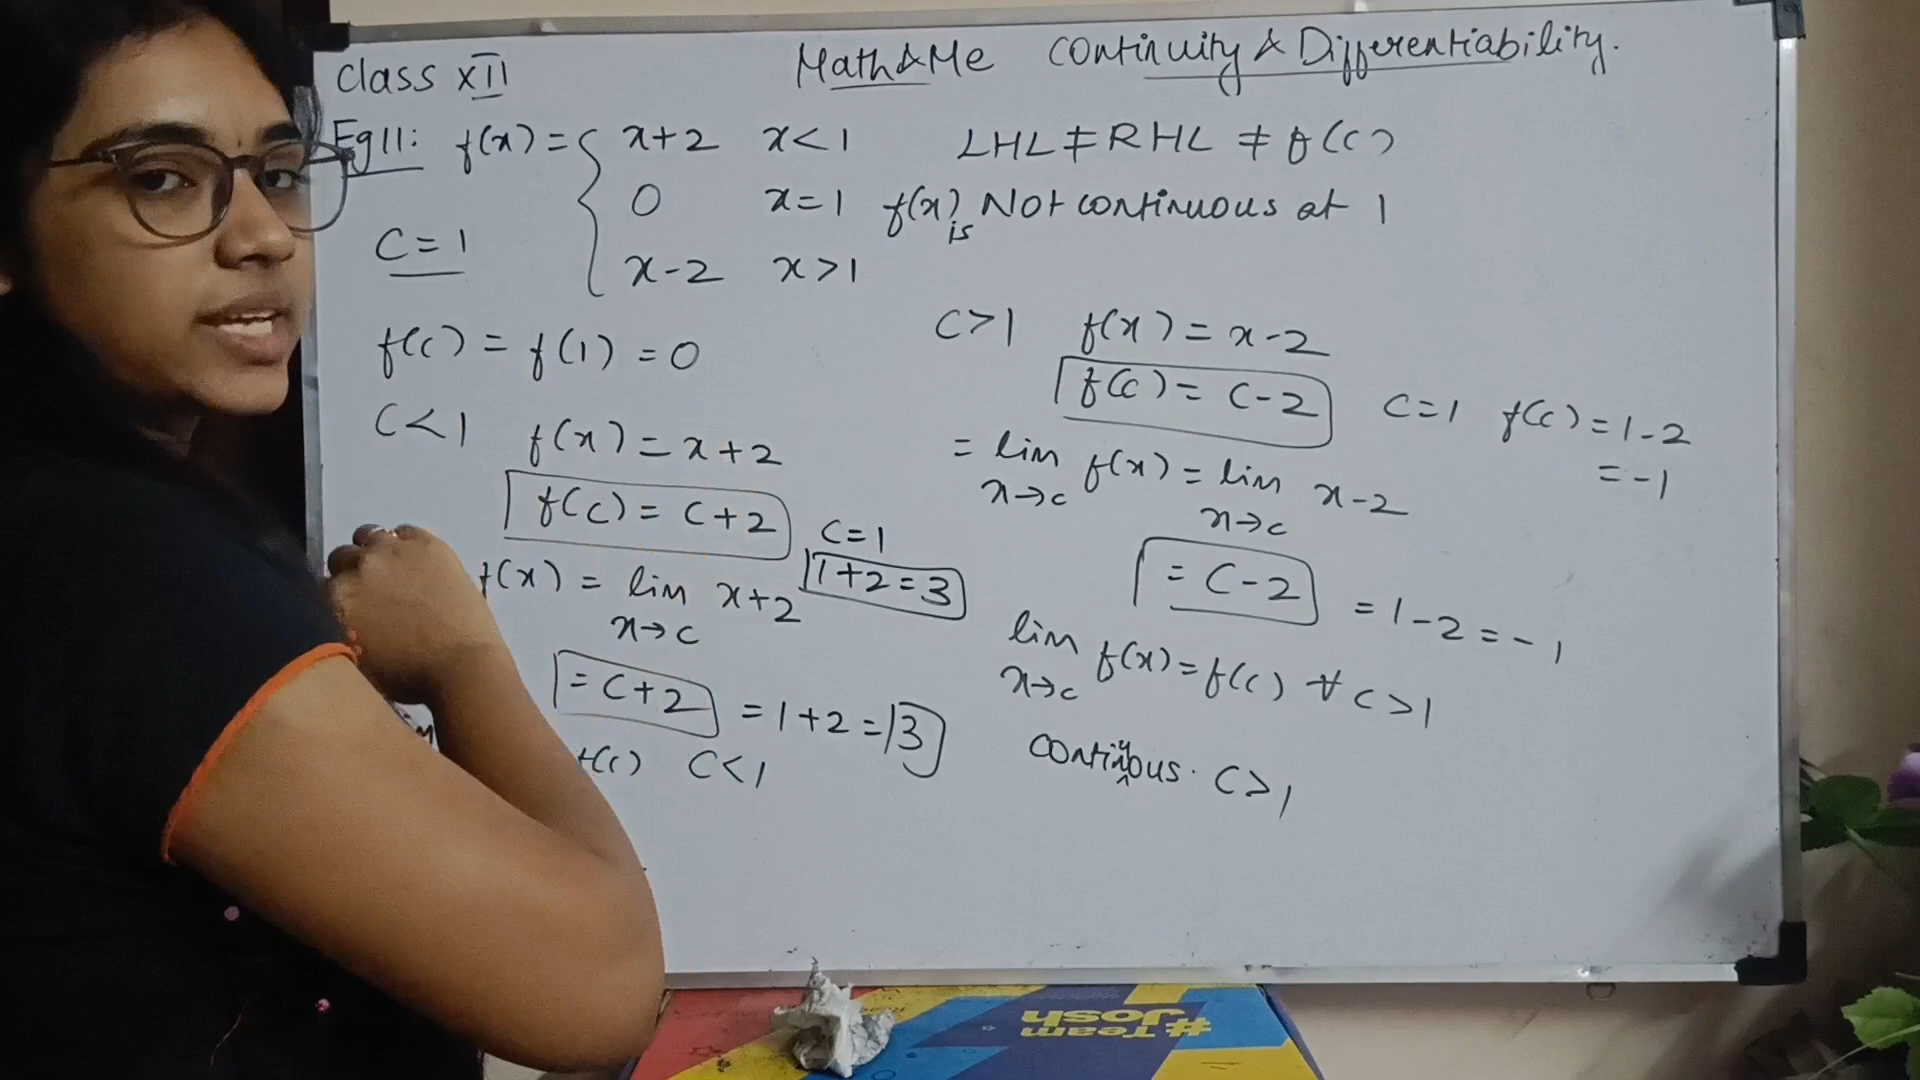 Class XII Math & Me Continuity & Differentiability.
Eg 11: f(x) = { x+2 x<1
0 x=1
x-2 x>1
LHL ≠ RHL ≠ f(c)
f(x) is Not continuous at 1
C=1
f(c) = f(1) = 0
C<1 f(x) = x+2
f(c) = c+2
C=1
1+2=3
f(x) = lim x+2
x→c
= c+2 = 1+2 = 3
f(c) C<1
C>1 f(x) = x-2
f(c) = c-2 C=1 f(c) = 1-2
= -1
= lim f(x) = lim x-2
x→c x→c
= c-2 = 1-2 = -1
lim f(x) = f(c) ∀ c>1
x→c
continuous. C>1
# Team
Josh